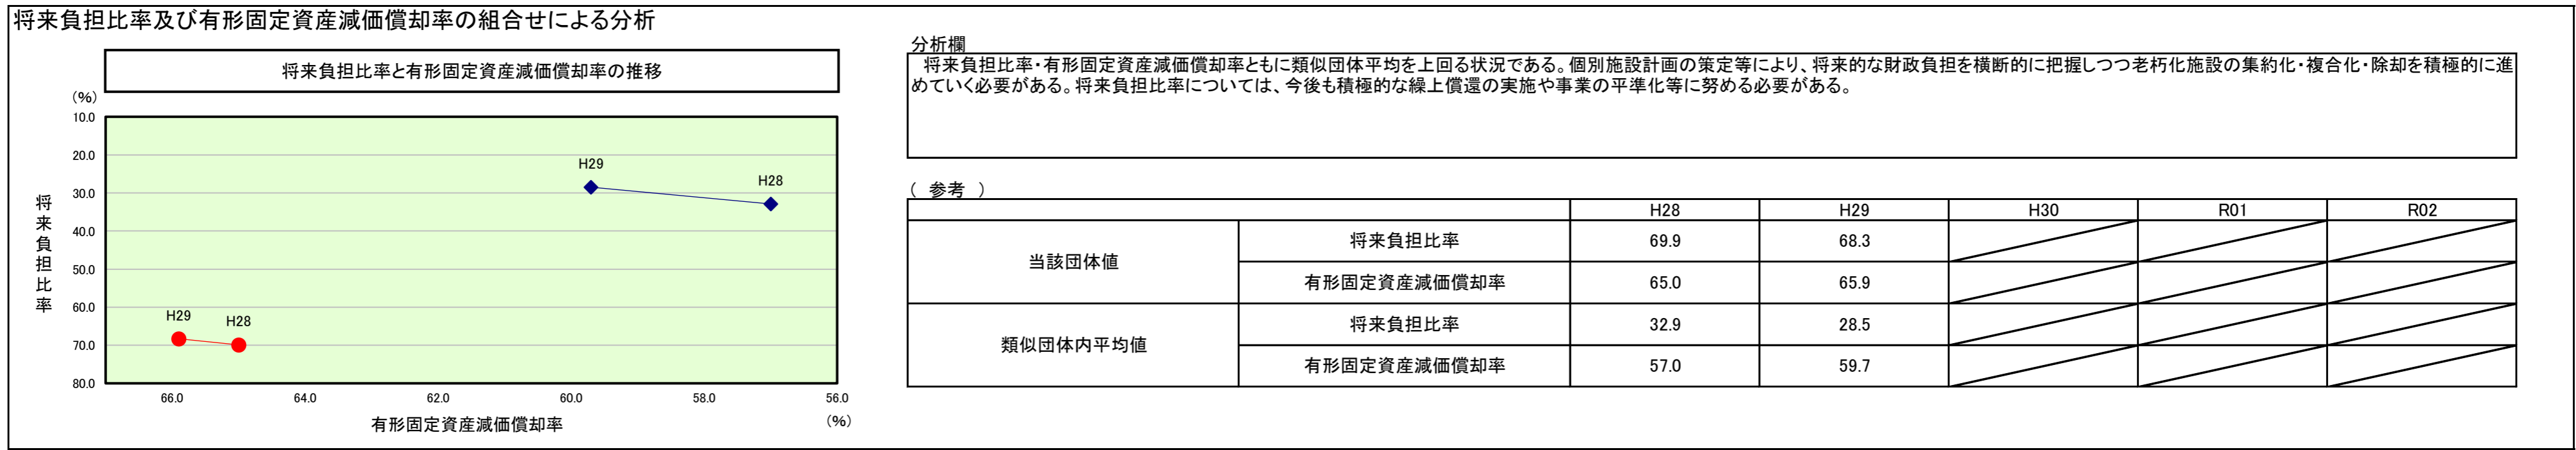 将来負担比率及び有形固定資産減価償却率の組合せによる分析
将来負担比率と有形固定資産減価償却率の推移
(%)
10.0
20.0
30.0
40.0
50.0
60.0
70.0
80.0
将来負担比率
H29
H28
H29
H28
66.0
64.0
62.0
60.0
58.0
56.0
有形固定資産減価償却率
(%)
分析欄
将来負担比率・有形固定資産減価償却率ともに類似団体平均を上回る状況である。個別施設計画の策定等により、将来的な財政負担を横断的に把握しつつ老朽化施設の集約化・複合化・除却を積極的に進
めていく必要がある。将来負担比率については、今後も積極的な繰上償還の実施や事業の平準化等に努める必要がある。
（ 参考 ）
H28 H29 H30 R01 R02
当該団体値
将来負担比率 69.9 68.3
有形固定資産減価償却率 65.0 65.9
類似団体内平均値
将来負担比率 32.9 28.5
有形固定資産減価償却率 57.0 59.7